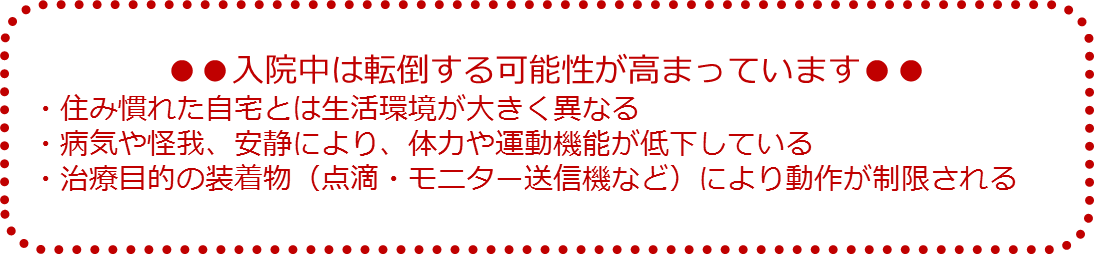 ●●入院中は転倒する可能性が高まっています●●
・住み慣れた自宅とは生活環境が大きく異なる
・病気や怪我、安静により、体力や運動機能が低下している
・治療目的の装着物（点滴・モニター送信機など）により動作が制限される